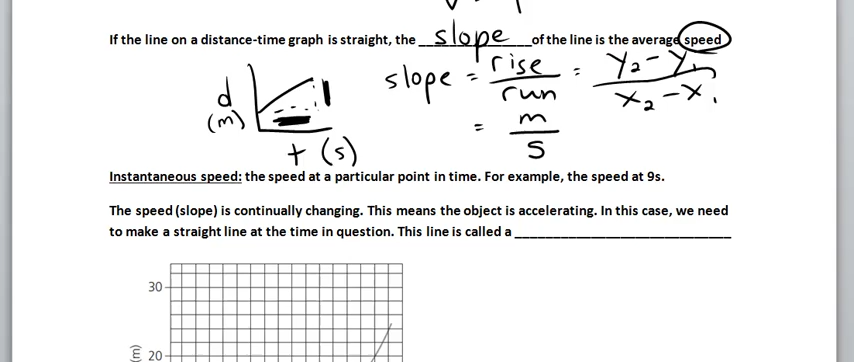 If the line on a distance-time graph is straight, the slope of the line is the average speed
slope = rise / run = y₂ - y₁ / x₂ - x₁
d
(m)
= m / s
t (s)
Instantaneous speed: the speed at a particular point in time. For example, the speed at 9s.
The speed (slope) is continually changing. This means the object is accelerating. In this case, we need
to make a straight line at the time in question. This line is called a ______________________________
30
20
(m)